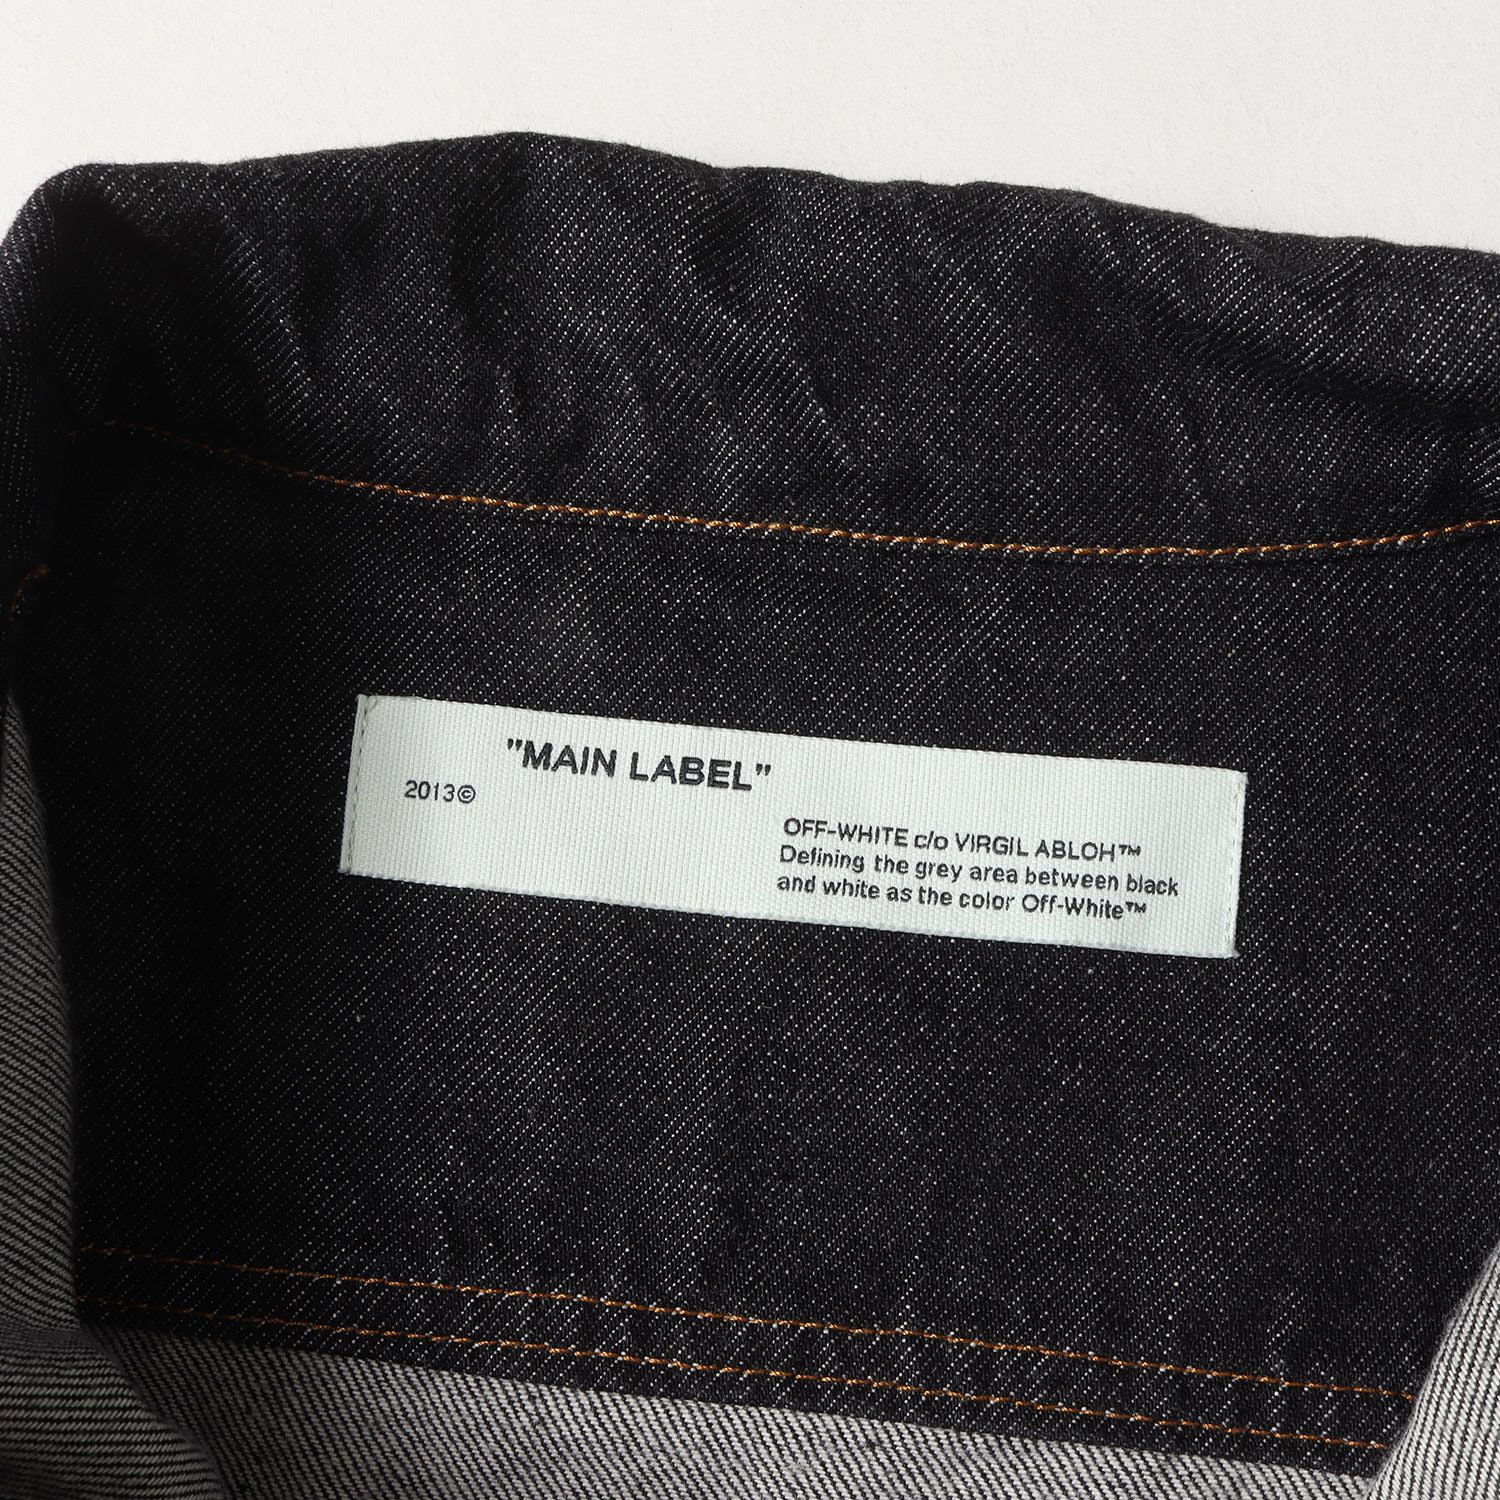 "MAIN LABEL"
2013©
OFF-WHITE c/o VIRGIL ABLOH™
Defining the grey area between black
and white as the color Off-White™